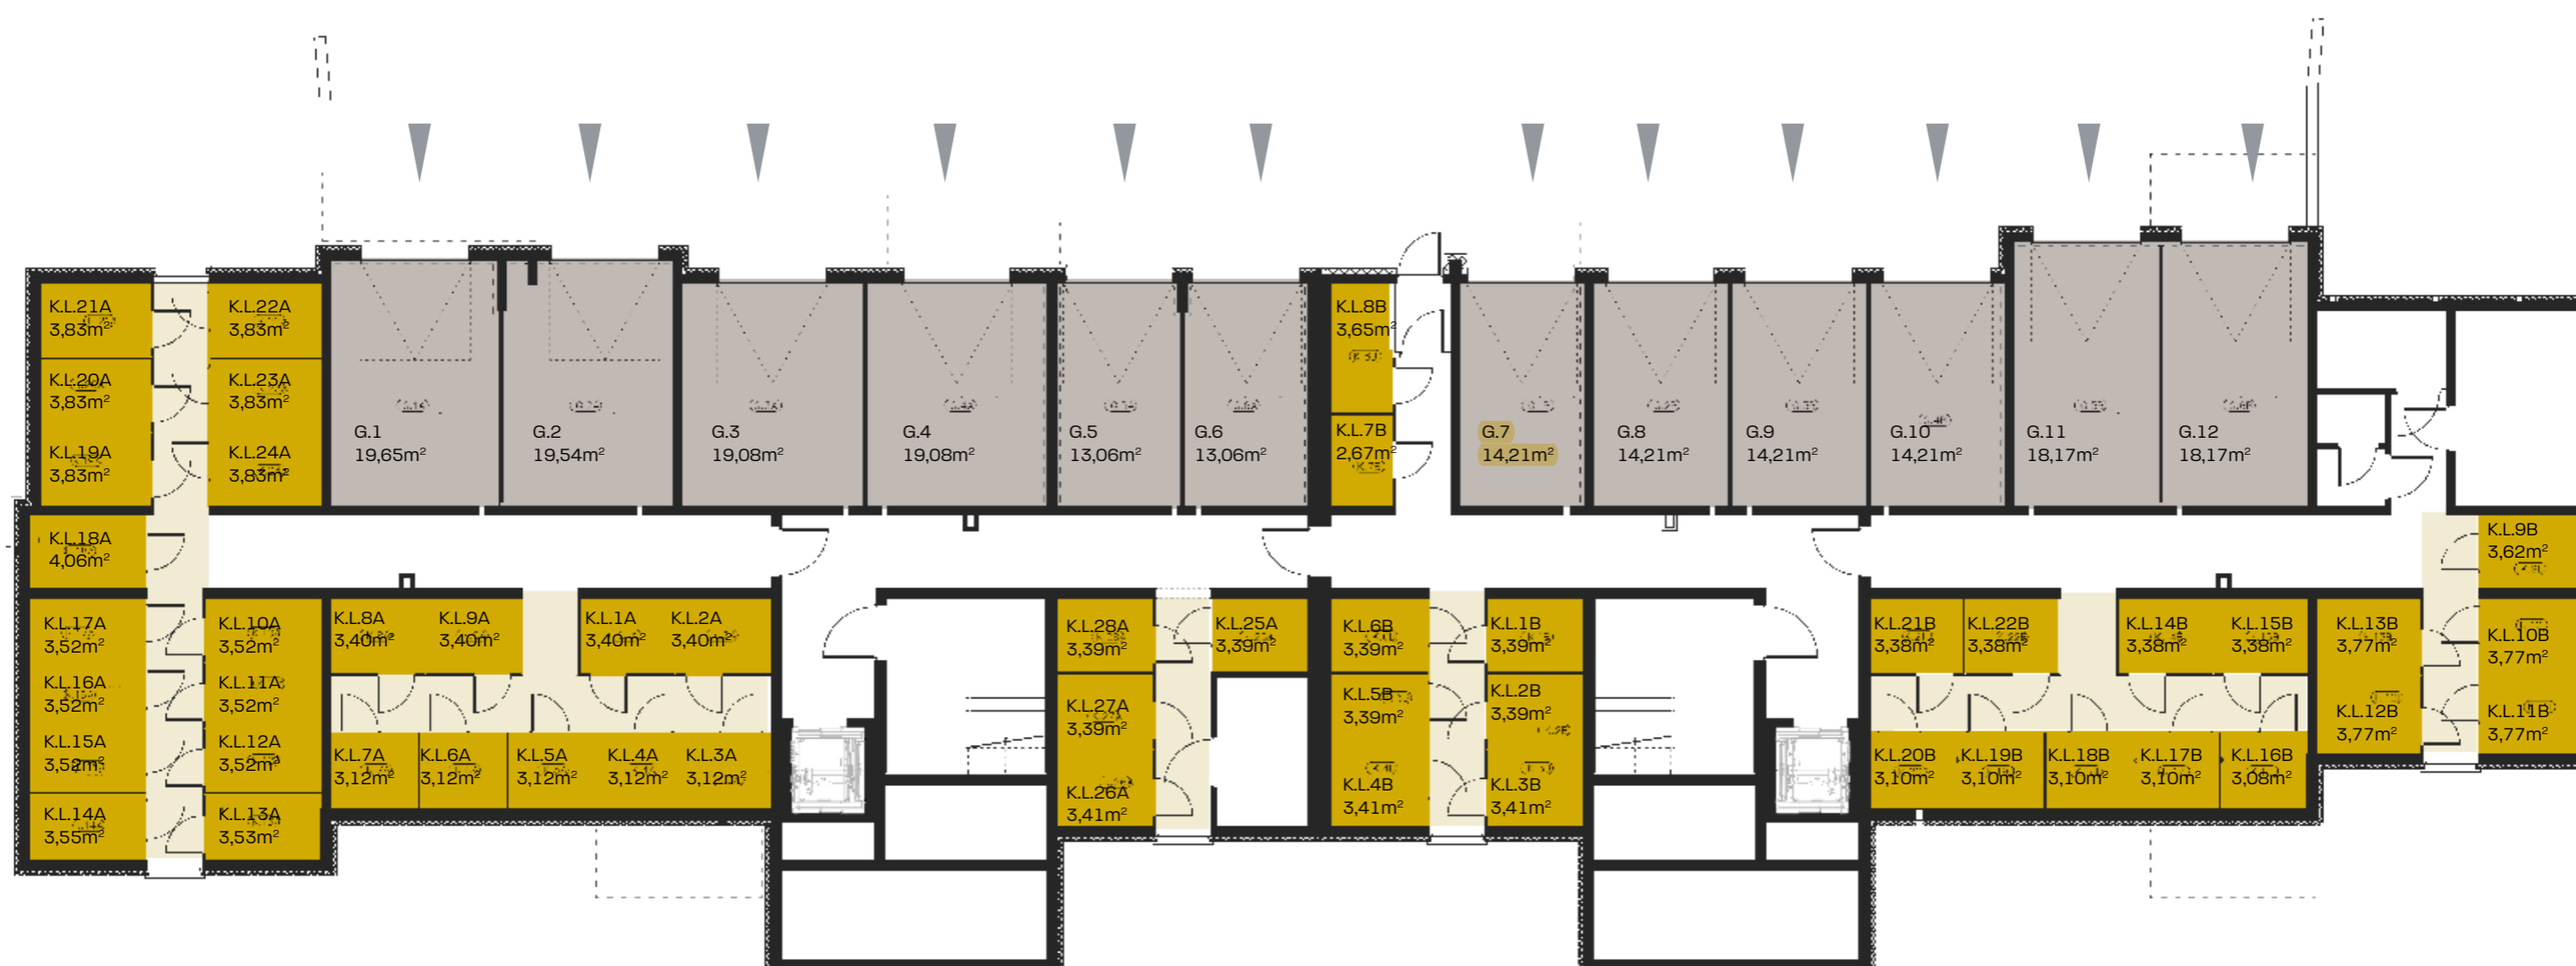 K.L.21A
3,83m²
K.L.22A
3,83m²
K.L.20A
3,83m²
K.L.23A
3,83m²
K.L.19A
3,83m²
K.L.24A
3,83m²
G.1
19,65m²
G.2
19,54m²
G.3
19,08m²
G.4
19,08m²
G.5
13,06m²
G.6
13,06m²
K.L.8B
3,65m²
K.L.7B
2,67m²
G.7
14,21m²
G.8
14,21m²
G.9
14,21m²
G.10
14,21m²
G.11
18,17m²
G.12
18,17m²
K.L.18A
4,06m²
K.L.9B
3,62m²
K.L.17A
3,52m²
K.L.10A
3,52m²
K.L.16A
3,52m²
K.L.11A
3,52m²
K.L.15A
3,52m²
K.L.12A
3,52m²
K.L.14A
3,55m²
K.L.13A
3,53m²
K.L.8A
3,40m²
K.L.9A
3,40m²
K.L.1A
3,40m²
K.L.2A
3,40m²
K.L.7A
3,12m²
K.L.6A
3,12m²
K.L.5A
3,12m²
K.L.4A
3,12m²
K.L.3A
3,12m²
K.L.28A
3,39m²
K.L.25A
3,39m²
K.L.27A
3,39m²
K.L.26A
3,41m²
K.L.6B
3,39m²
K.L.1B
3,39m²
K.L.5B
3,39m²
K.L.2B
3,39m²
K.L.4B
3,41m²
K.L.3B
3,41m²
K.L.21B
3,38m²
K.L.22B
3,38m²
K.L.14B
3,38m²
K.L.15B
3,38m²
K.L.20B
3,10m²
K.L.19B
3,10m²
K.L.18B
3,10m²
K.L.17B
3,10m²
K.L.16B
3,08m²
K.L.13B
3,77m²
K.L.10B
3,77m²
K.L.12B
3,77m²
K.L.11B
3,77m²